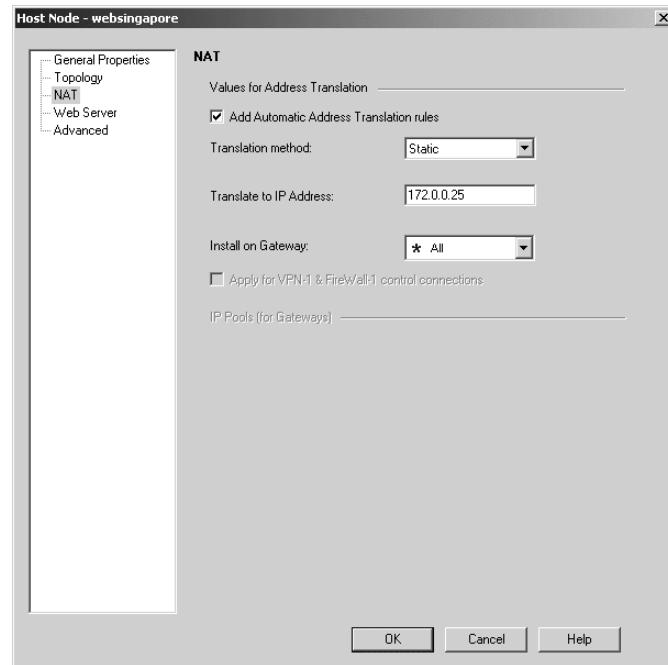 Host Node - websingapore
General Properties
Topology
NAT
Web Server
Advanced
NAT
Values for Address Translation
Add Automatic Address Translation rules
Translation method:
Static
Translate to IP Address:
172.0.0.25
Install on Gateway:
* All
Apply for VPN-1 & FireWall-1 control connections
IP Pools (for Gateways)
OK
Cancel
Help